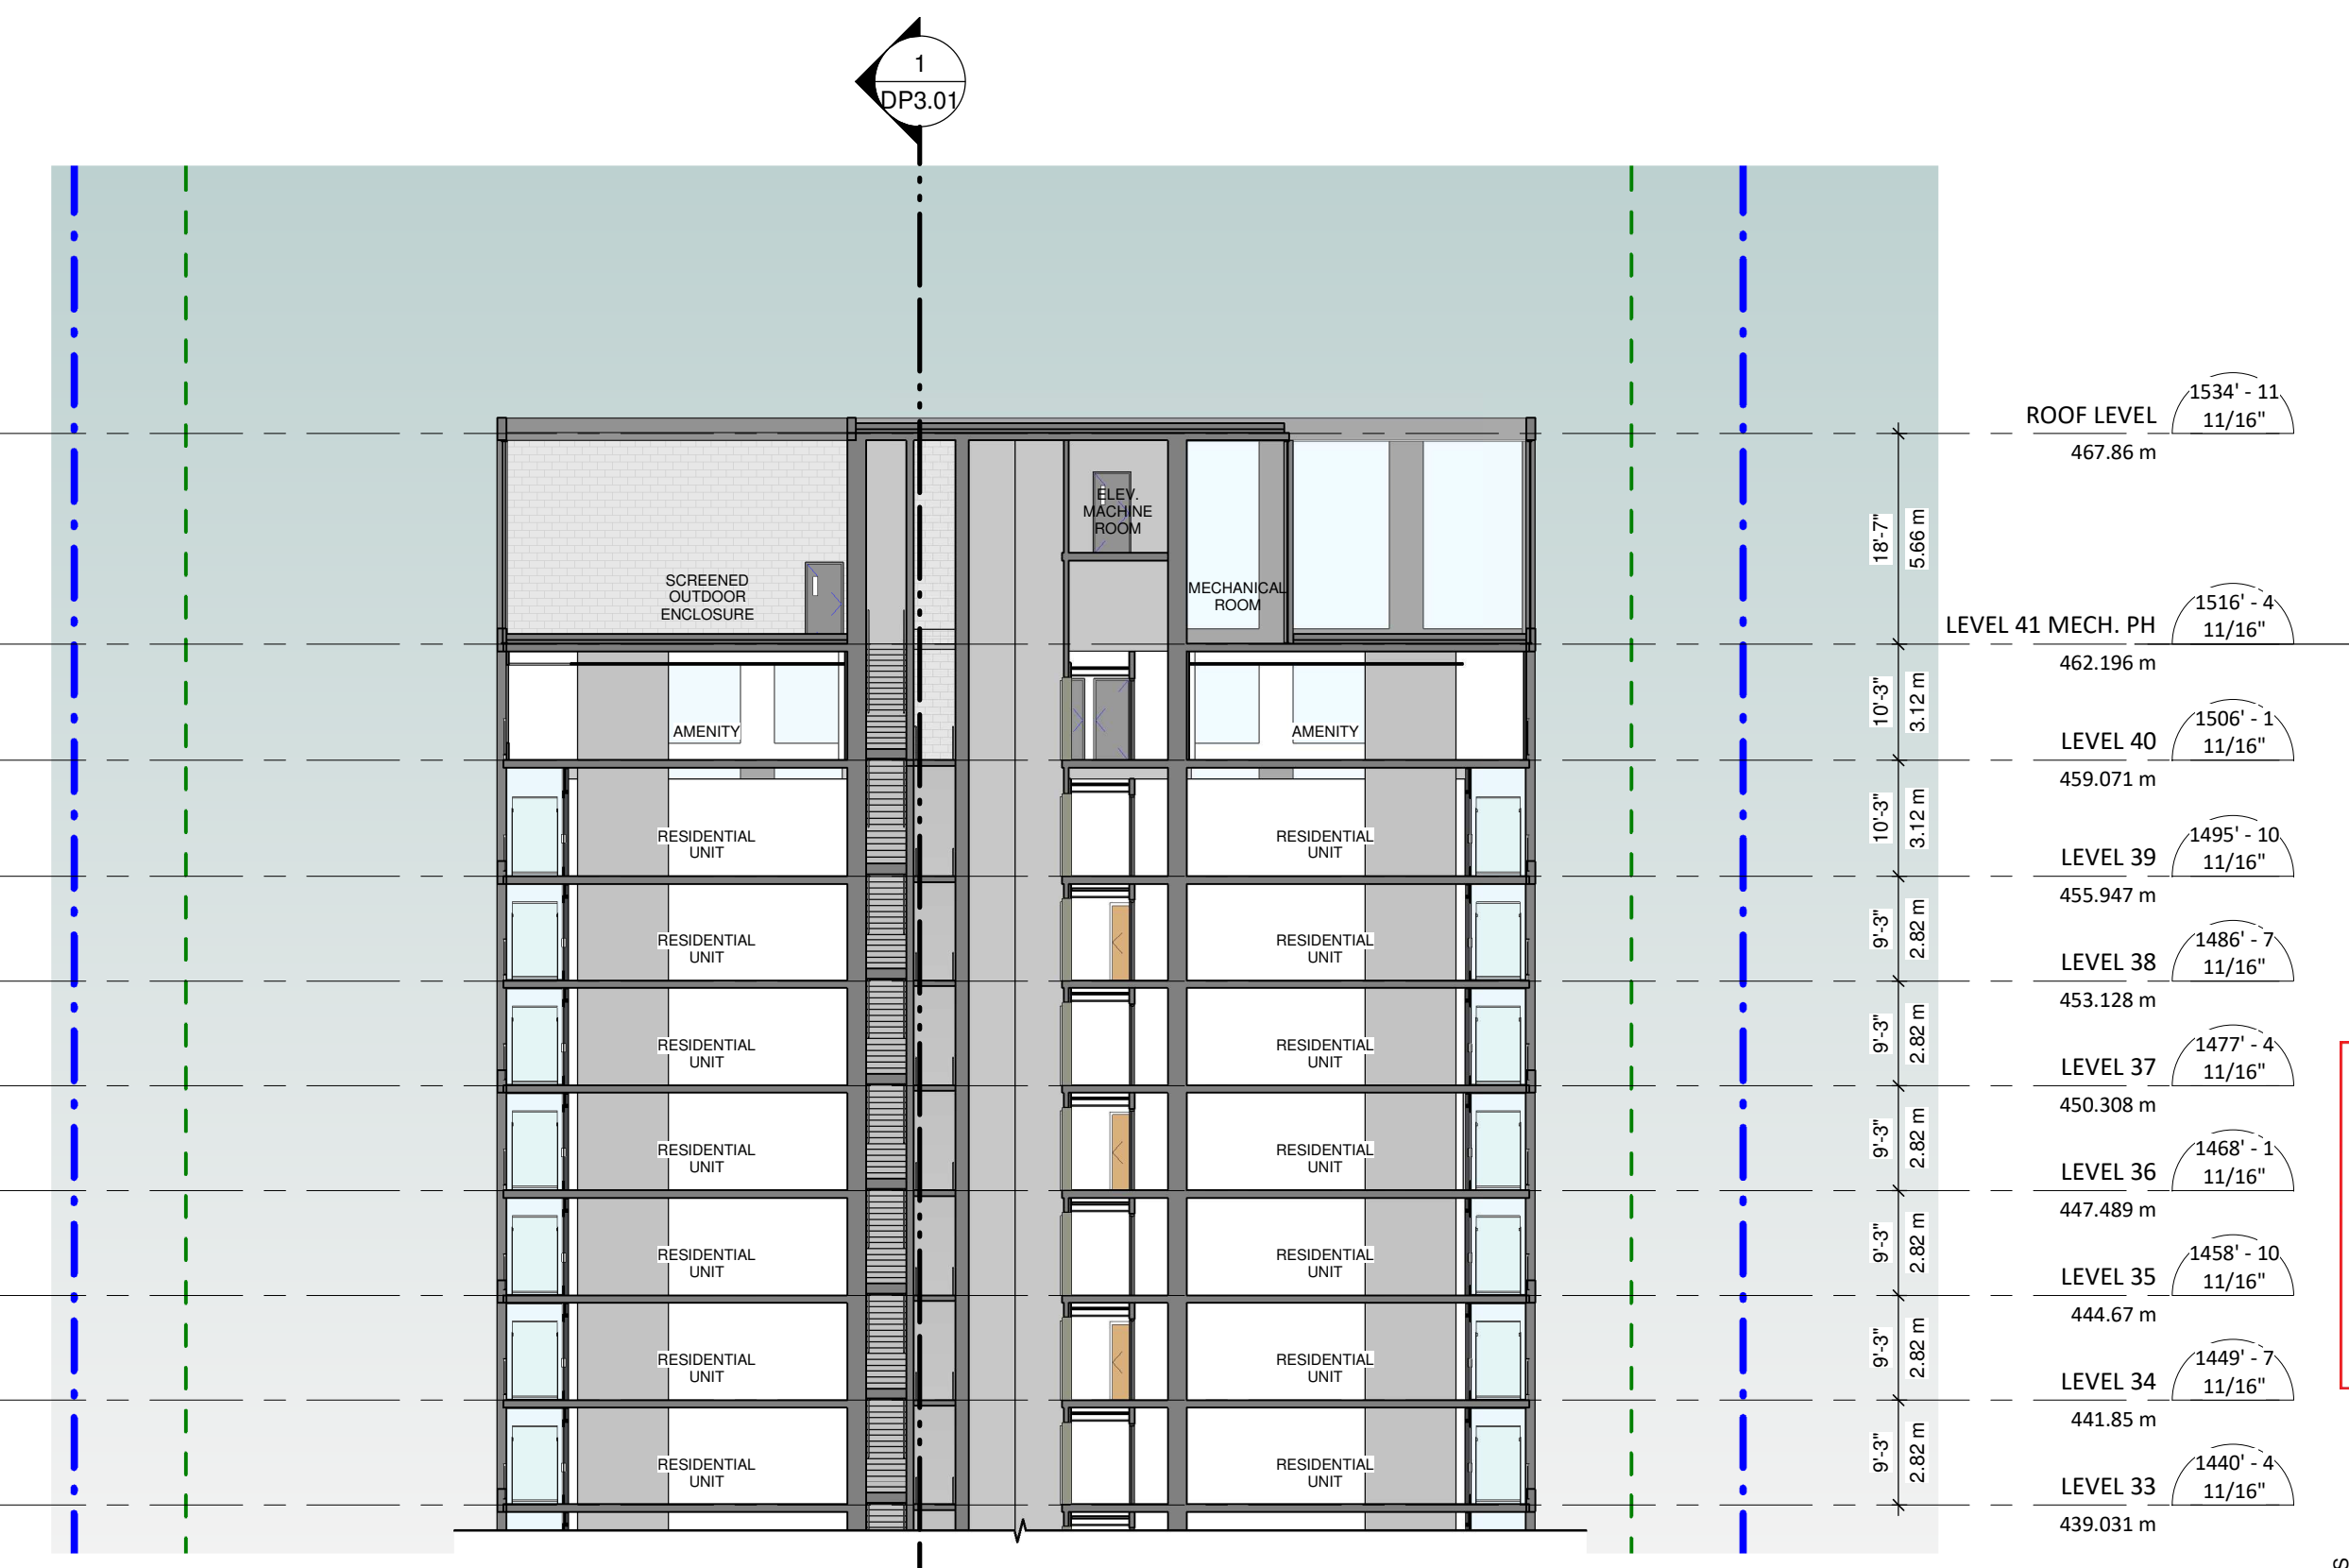 1
DP3.01
ROOF LEVEL
1534' - 11
11/16"
467.86 m
18'-7"
5.66 m
ELEV.
MACHINE
ROOM
SCREENED
OUTDOOR
ENCLOSURE
MECHANICAL
ROOM
LEVEL 41 MECH. PH
1516' - 4
11/16"
462.196 m
10'-3"
3.12 m
AMENITY
AMENITY
LEVEL 40
1506' - 1
11/16"
459.071 m
10'-3"
3.12 m
RESIDENTIAL
UNIT
RESIDENTIAL
UNIT
LEVEL 39
1495' - 10
11/16"
455.947 m
9'-3"
2.82 m
RESIDENTIAL
UNIT
RESIDENTIAL
UNIT
LEVEL 38
1486' - 7
11/16"
453.128 m
9'-3"
2.82 m
RESIDENTIAL
UNIT
RESIDENTIAL
UNIT
LEVEL 37
1477' - 4
11/16"
450.308 m
9'-3"
2.82 m
RESIDENTIAL
UNIT
RESIDENTIAL
UNIT
LEVEL 36
1468' - 1
11/16"
447.489 m
9'-3"
2.82 m
RESIDENTIAL
UNIT
RESIDENTIAL
UNIT
LEVEL 35
1458' - 10
11/16"
444.67 m
9'-3"
2.82 m
RESIDENTIAL
UNIT
RESIDENTIAL
UNIT
LEVEL 34
1449' - 7
11/16"
441.85 m
9'-3"
2.82 m
RESIDENTIAL
UNIT
RESIDENTIAL
UNIT
LEVEL 33
1440' - 4
11/16"
439.031 m